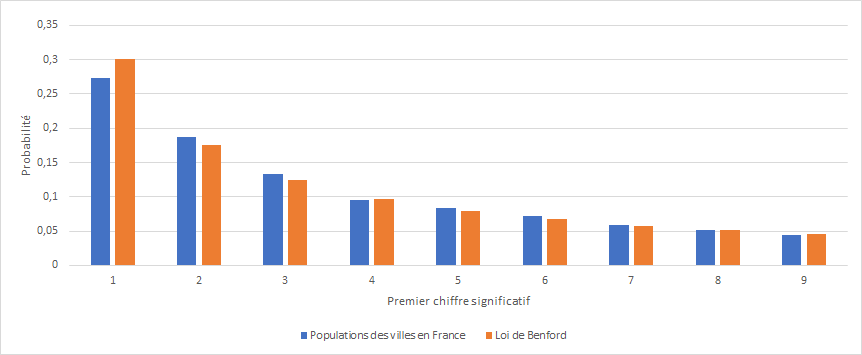 0,35
0,3
0,25
0,2
0,15
0,1
0,05
0
Probabilité
1 2 3 4 5 6 7 8 9
Premier chiffre significatif
Populations des villes en France Loi de Benford